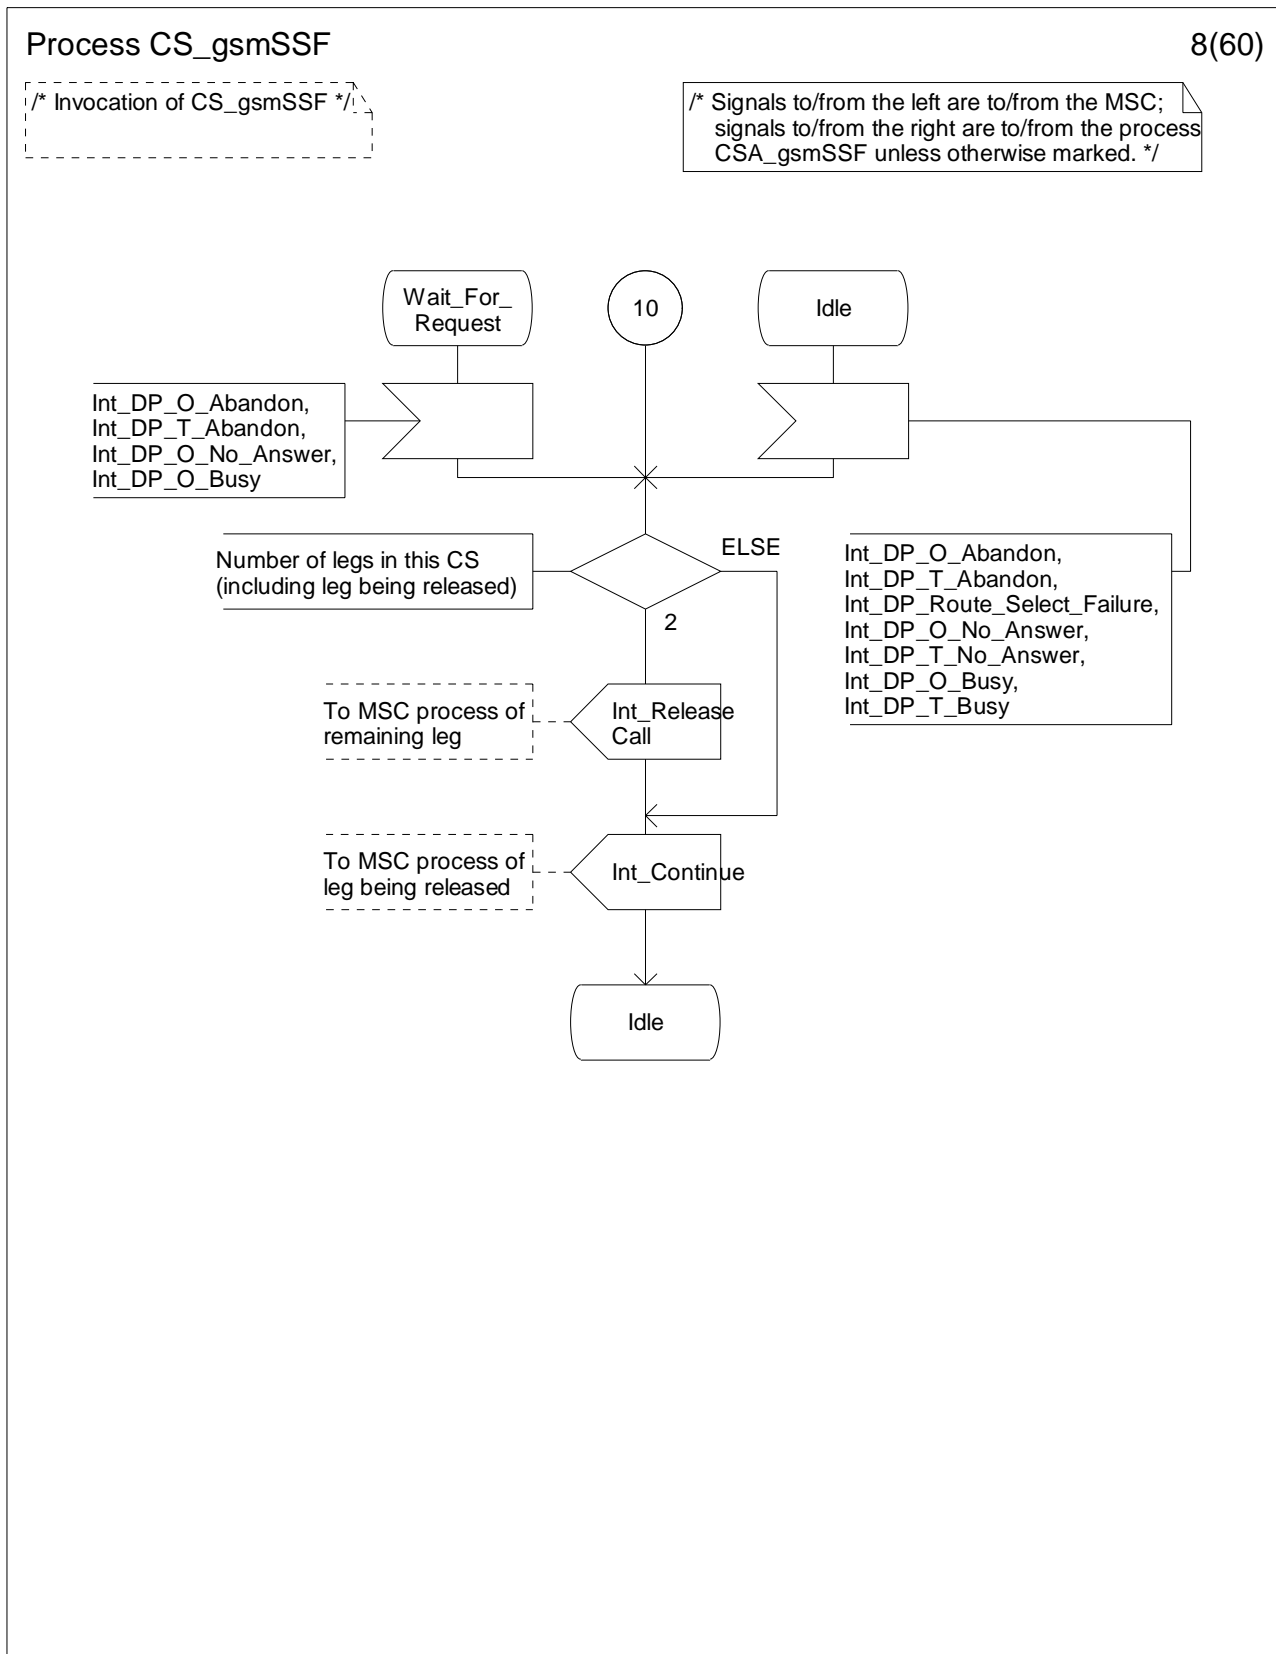 Process CS_gsmSSF
8(60)
/* Invocation of CS_gsmSSF */
/* Signals to/from the left are to/from the MSC;
signals to/from the right are to/from the process
CSA_gsmSSF unless otherwise marked. */
Wait_For_
Request
10
Idle
Int_DP_O_Abandon,
Int_DP_T_Abandon,
Int_DP_O_No_Answer,
Int_DP_O_Busy
Number of legs in this CS
(including leg being released)
ELSE
2
Int_DP_O_Abandon,
Int_DP_T_Abandon,
Int_DP_Route_Select_Failure,
Int_DP_O_No_Answer,
Int_DP_T_No_Answer,
Int_DP_O_Busy,
Int_DP_T_Busy
To MSC process of
remaining leg
Int_Release
Call
To MSC process of
leg being released
Int_Continue
Idle